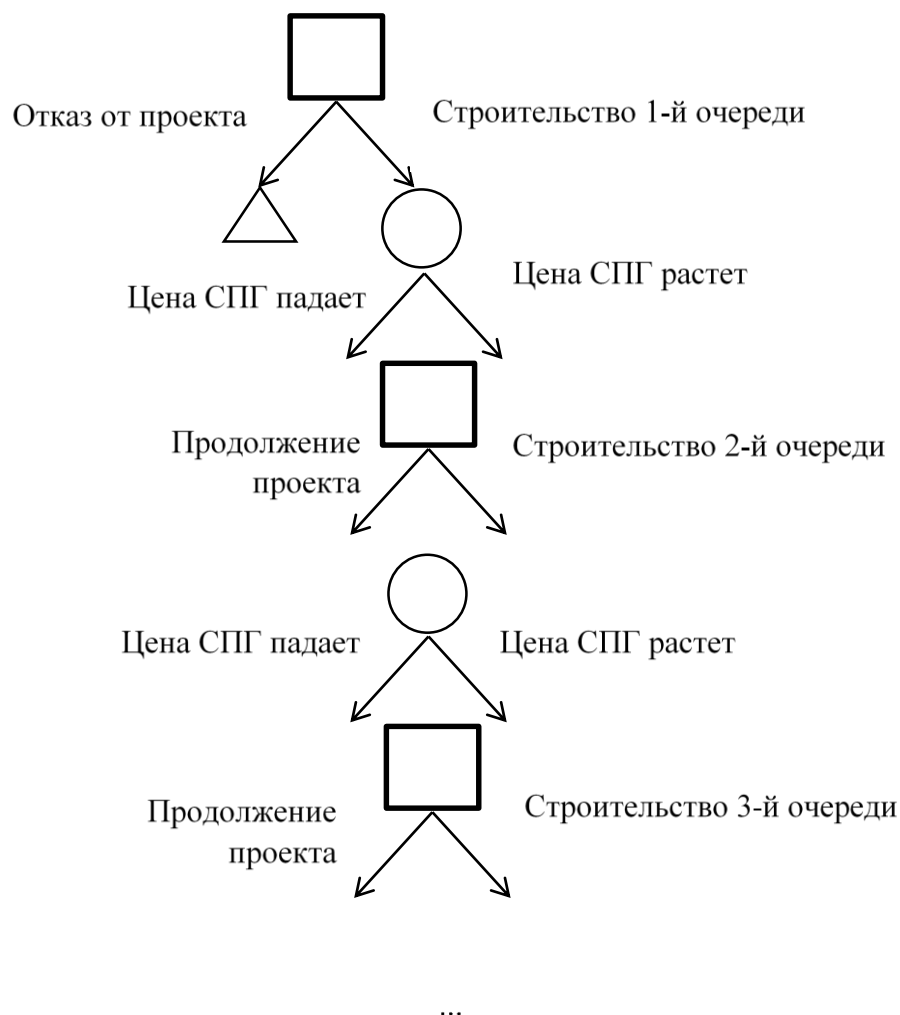 Отказ от проекта
Строительство 1-й очереди
Цена СПГ падает
Цена СПГ растет
Продолжение
проекта
Строительство 2-й очереди
Цена СПГ падает
Цена СПГ растет
Продолжение
проекта
Строительство 3-й очереди
...